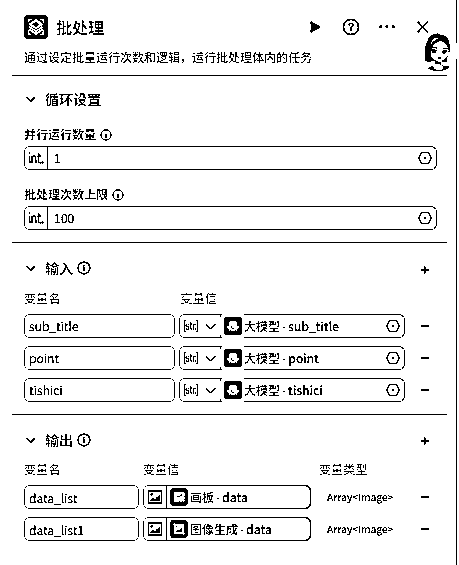 批处理
通过设定批量运行次数和逻辑，运行批处理体内的任务
循环设置
并行运行数量
int. 1
批处理次数上限
int. 100
输入
变量名 变量值
sub_title [str] 大模型 - sub_title
point [str] 大模型 - point
tishici [str] 大模型 - tishici
输出
变量名 变量值 变量类型
data_list 画板 - data Array<Image>
data_list1 图像生成 - data Array<Image>